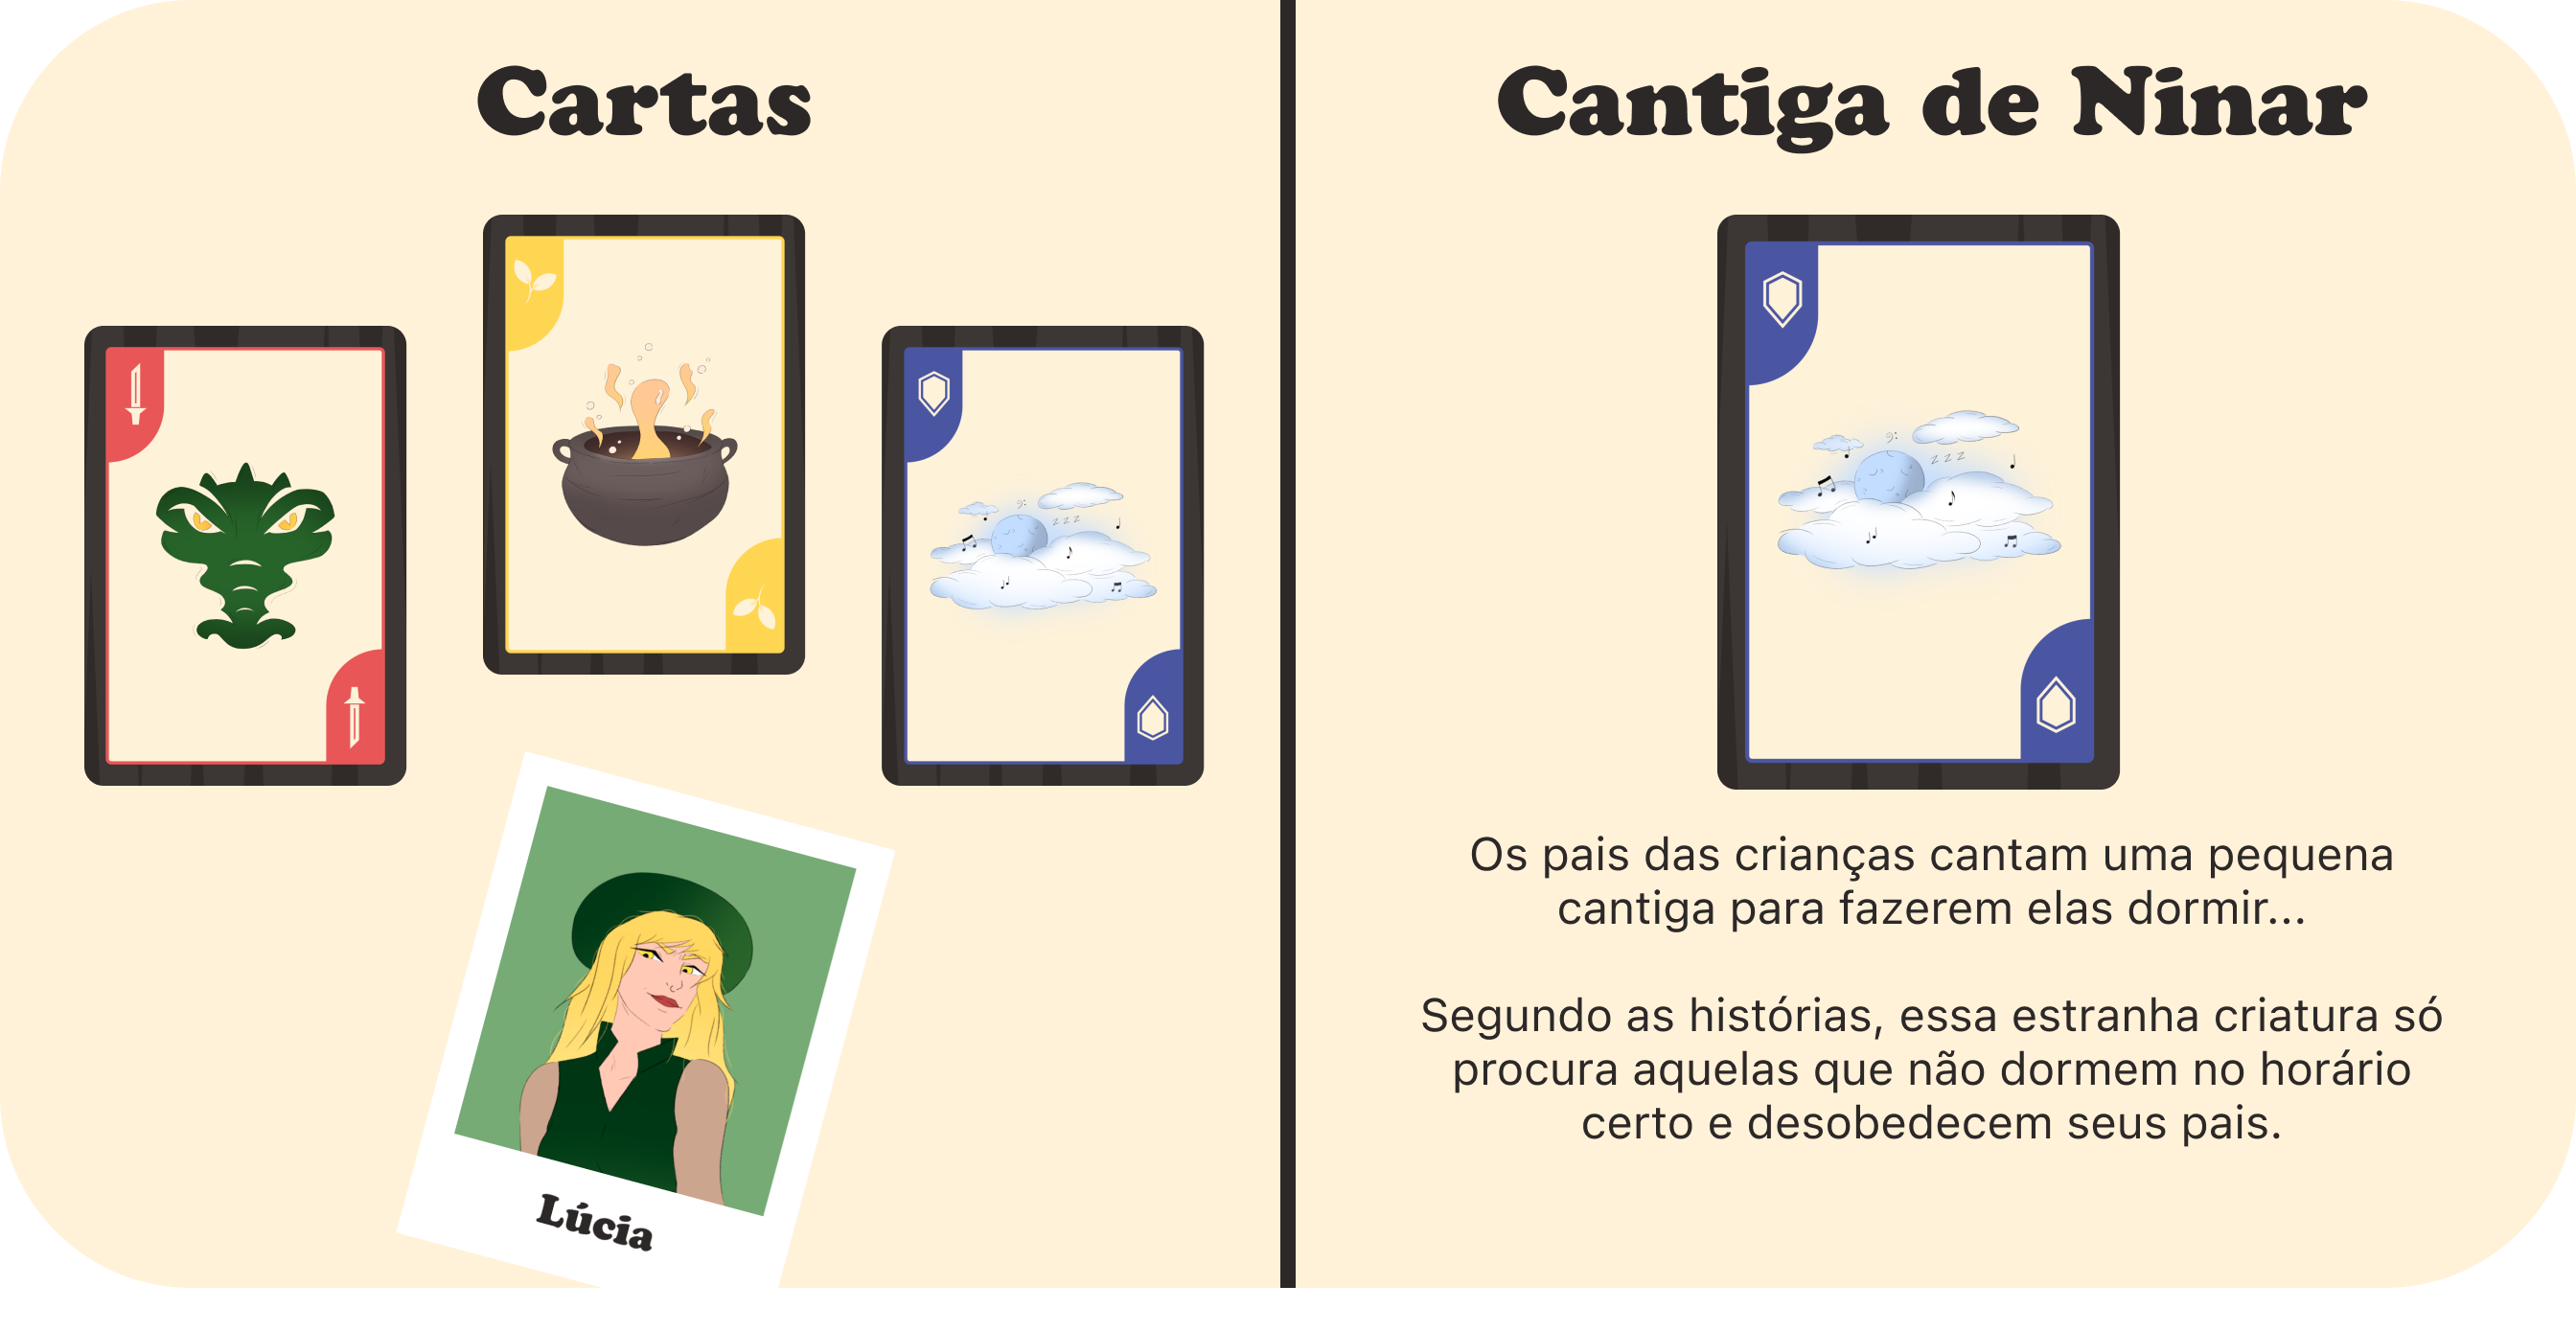 Cartas
Lúcia
Cantiga de Ninar
z z z
z z z
Os pais das crianças cantam uma pequena
cantiga para fazerem elas dormir...
Segundo as histórias, essa estranha criatura só
procura aquelas que não dormem no horário
certo e desobedecem seus pais.